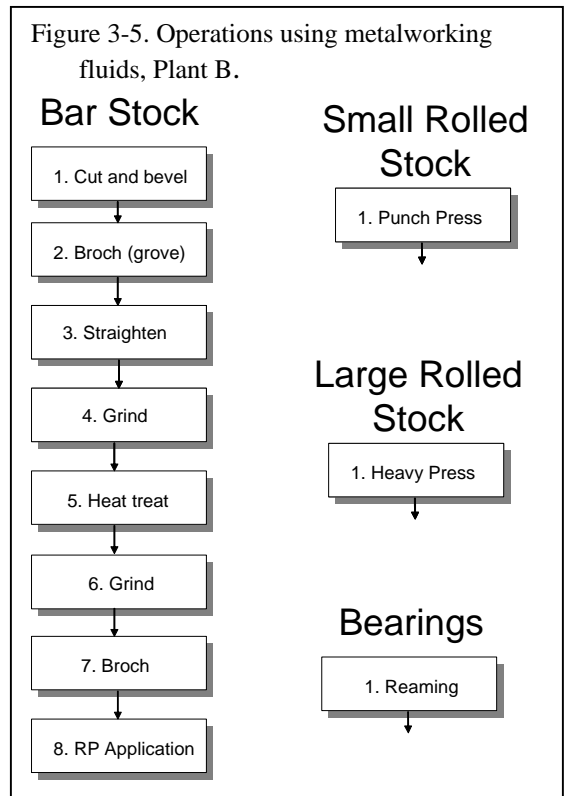 Figure 3-5. Operations using metalworking
fluids, Plant B.
Bar Stock
1. Cut and bevel
2. Broch (grove)
3. Straighten
4. Grind
5. Heat treat
6. Grind
7. Broch
8. RP Application
Small Rolled
Stock
1. Punch Press
Large Rolled
Stock
1. Heavy Press
Bearings
1. Reaming